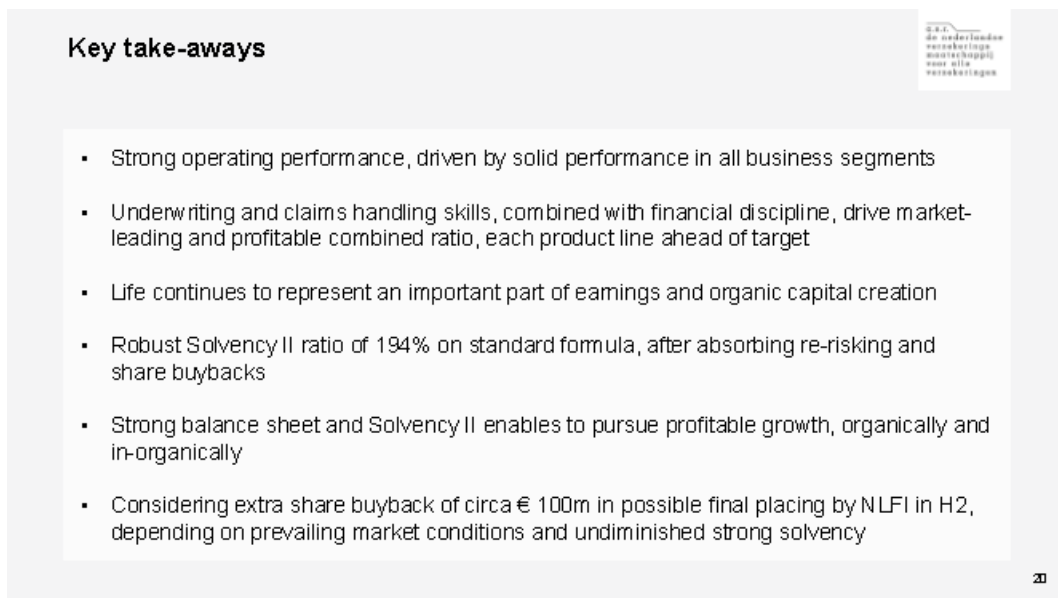 Key take-aways
a.s.r.
de nederlandse
verzekerings
maatschappij
voor alle
verzekeringen
▪ Strong operating performance, driven by solid performance in all business segments
▪ Underwriting and claims handling skills, combined with financial discipline, drive market-
leading and profitable combined ratio, each product line ahead of target
▪ Life continues to represent an important part of earnings and organic capital creation
▪ Robust Solvency II ratio of 194% on standard formula, after absorbing re-risking and
share buybacks
▪ Strong balance sheet and Solvency II enables to pursue profitable growth, organically and
in-organically
▪ Considering extra share buyback of circa € 100m in possible final placing by NLFI in H2,
depending on prevailing market conditions and undiminished strong solvency
20